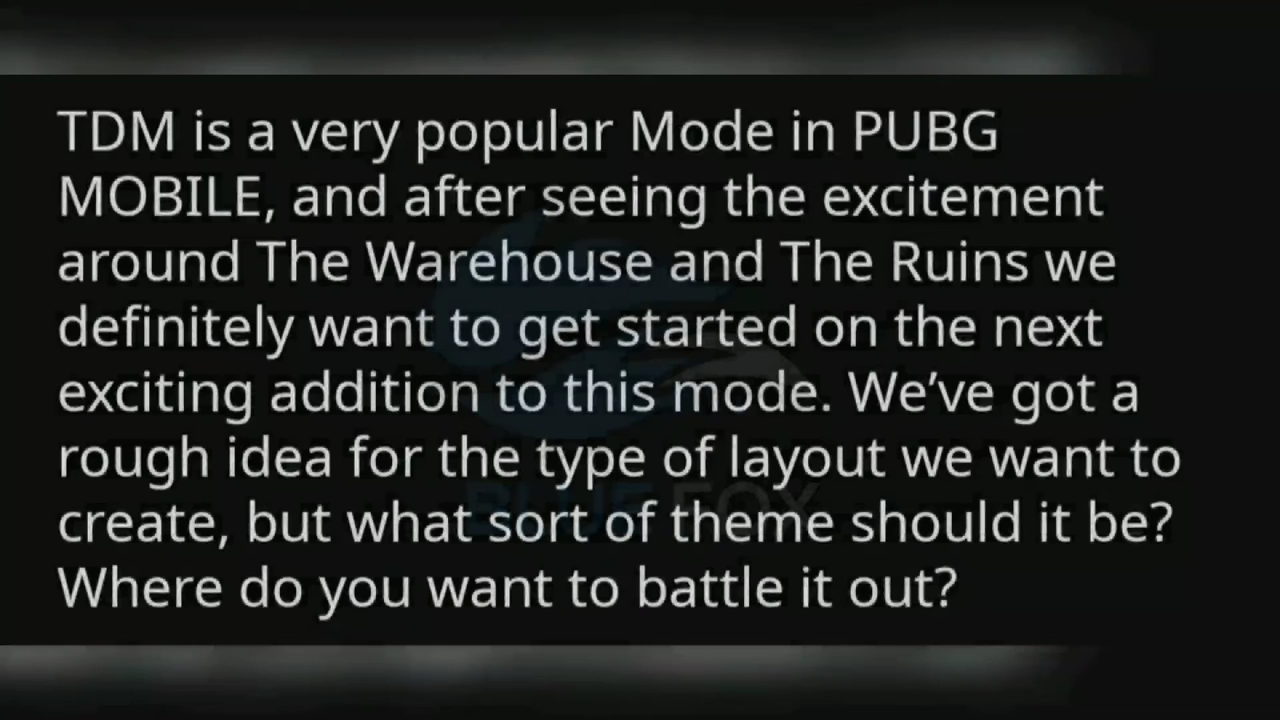 TDM is a very popular Mode in PUBG
MOBILE, and after seeing the excitement
around The Warehouse and The Ruins we
definitely want to get started on the next
exciting addition to this mode. We’ve got a
rough idea for the type of layout we want to
create, but what sort of theme should it be?
Where do you want to battle it out?
BLUE FOX